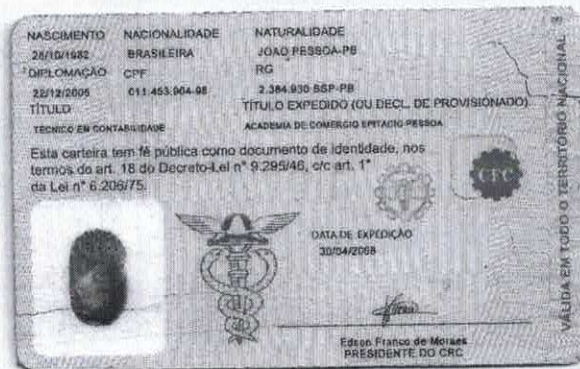 NASCIMENTO NACIONALIDADE NATURALIDADE
28/10/1982 BRASILEIRA JOAO PESSOA-PB
DIPLOMAÇÃO CPF RG
22/12/2005 011.453.904-98 2.384.930 SSP-PB
TÍTULO TÍTULO EXPEDIDO (OU DECL. DE PROVISIONADO)
TECNICO EM CONTABILIDADE ACADEMIA DE COMERCIO EPITACIO PESSOA
Esta carteira tem fé pública como documento de identidade, nos
termos do art. 18 do Decreto-Lei n° 9.295/46, c/c art. 1°
da Lei n° 6.206/75.
CFC
DATA DE EXPEDIÇÃO
30/04/2008
Edson Franco de Moraes
PRESIDENTE DO CRC
VÁLIDA EM TODO O TERRITÓRIO NACIONAL